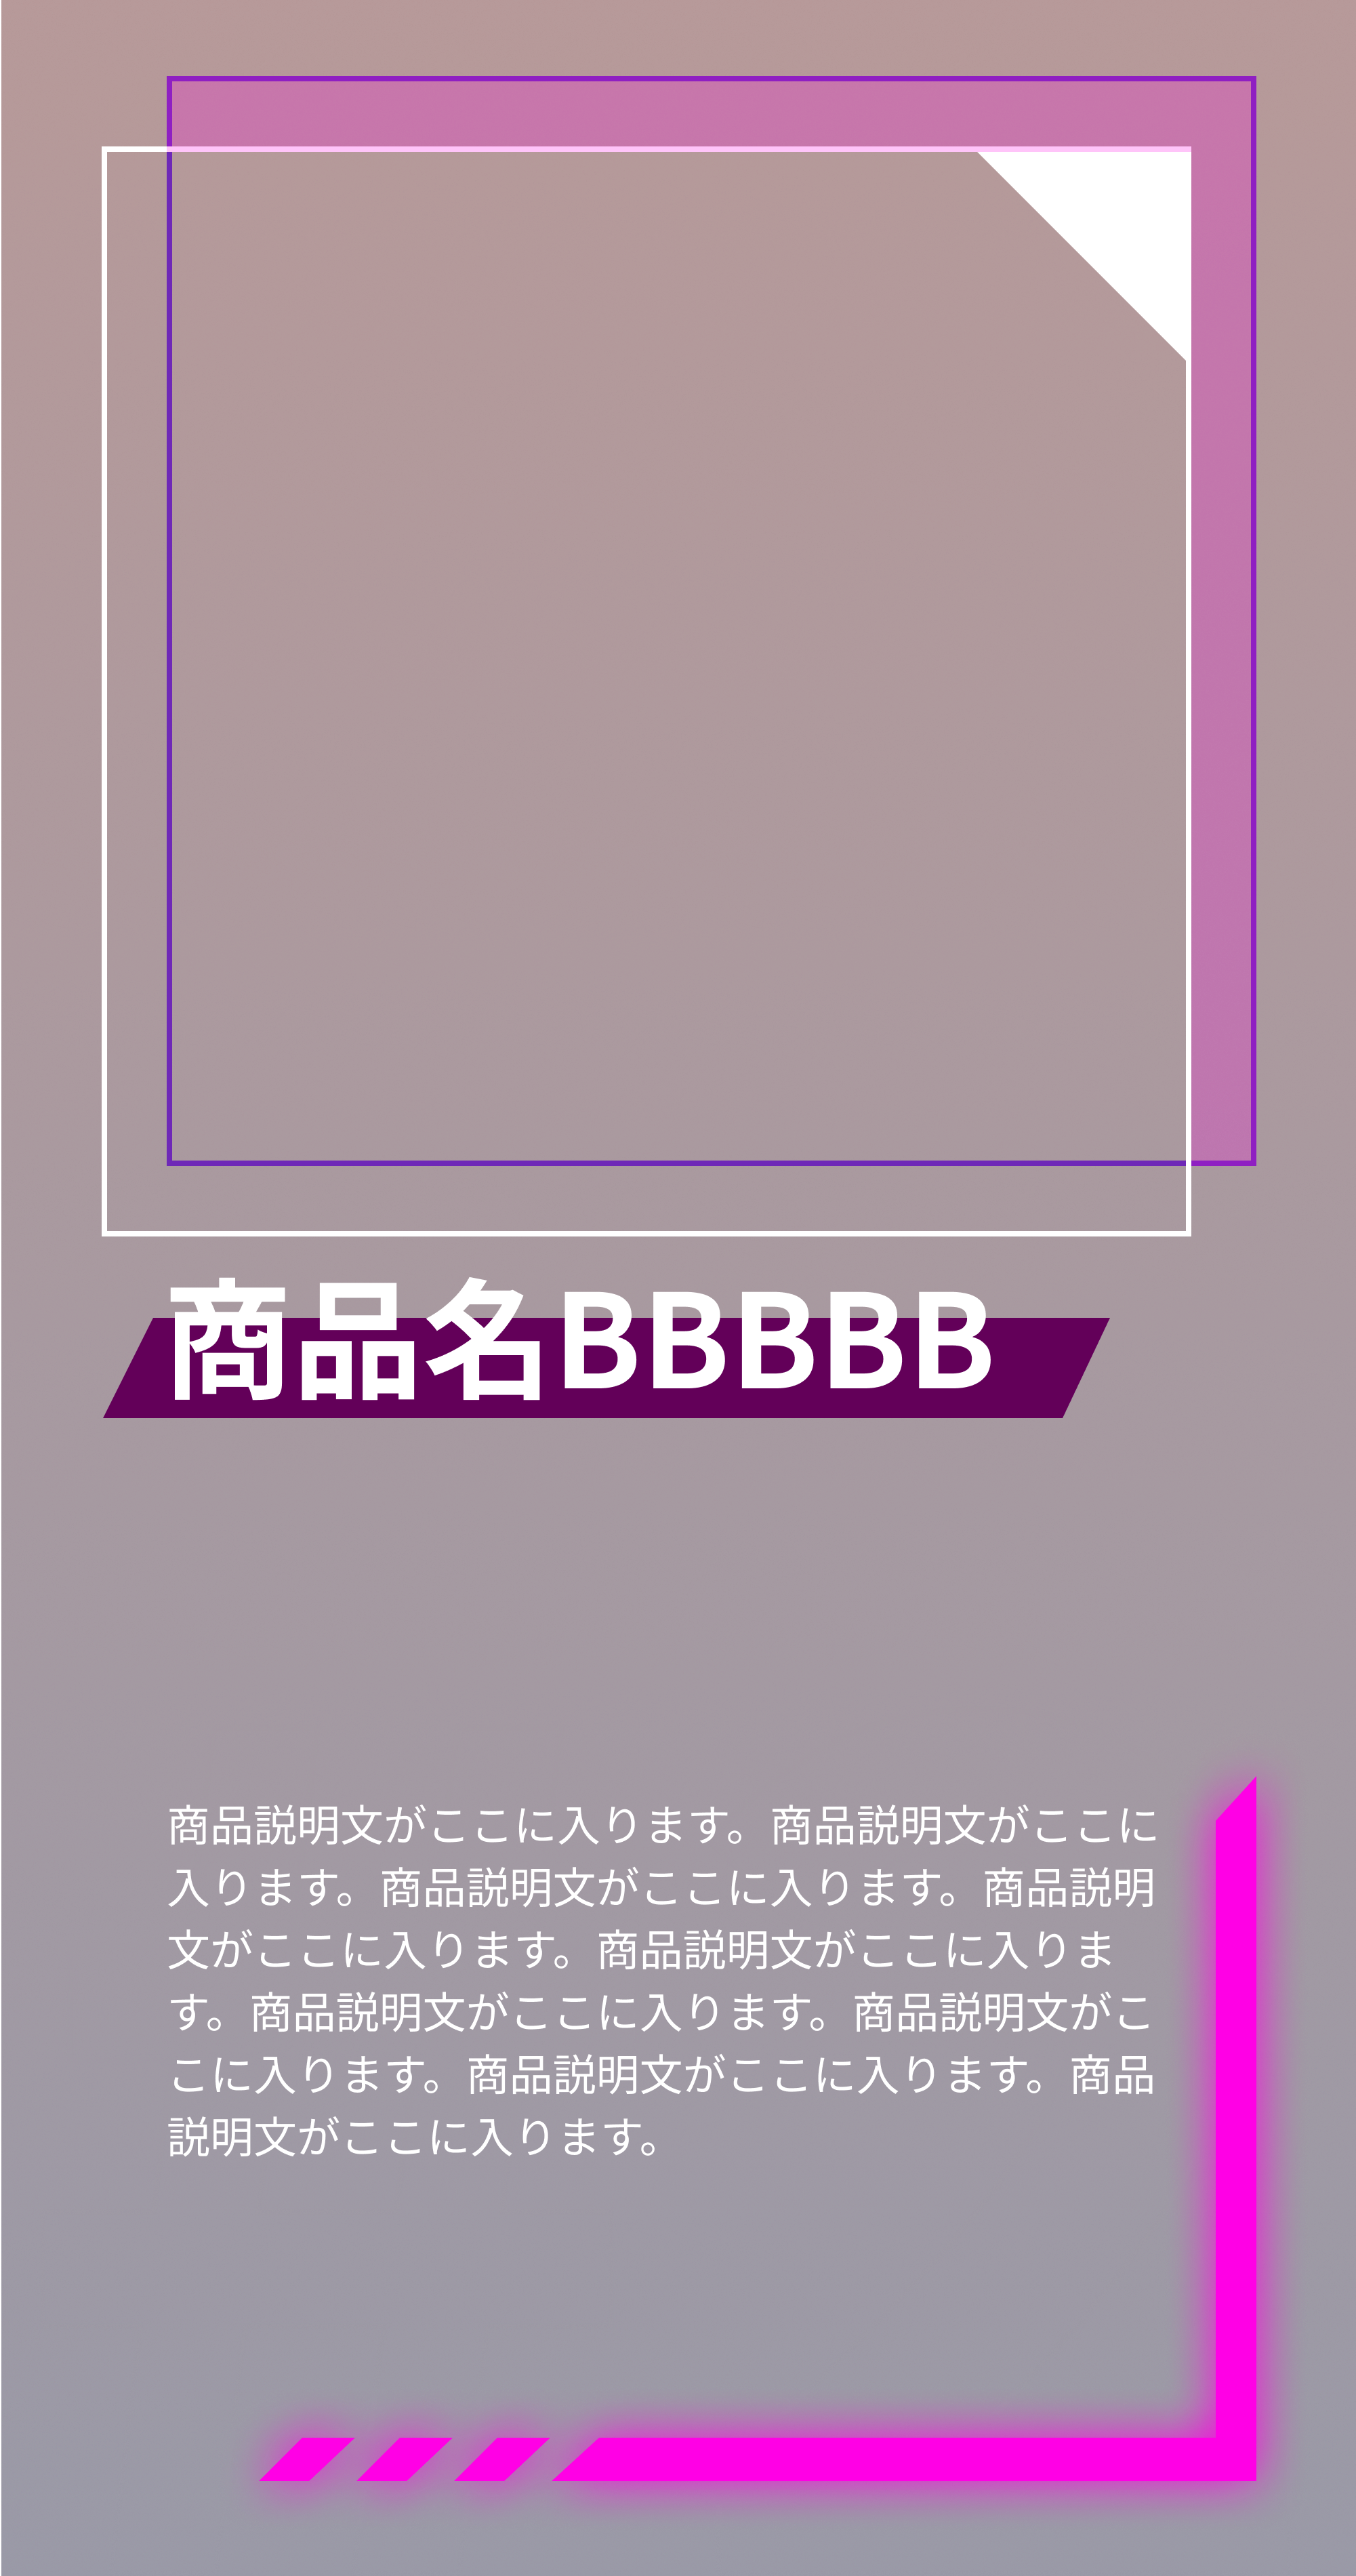 商品名BBBBB
商品説明文がここに入ります。商品説明文がここに
入ります。商品説明文がここに入ります。商品説明
文がここに入ります。商品説明文がここに入りま
す。商品説明文がここに入ります。商品説明文がこ
こに入ります。商品説明文がここに入ります。商品
説明文がここに入ります。